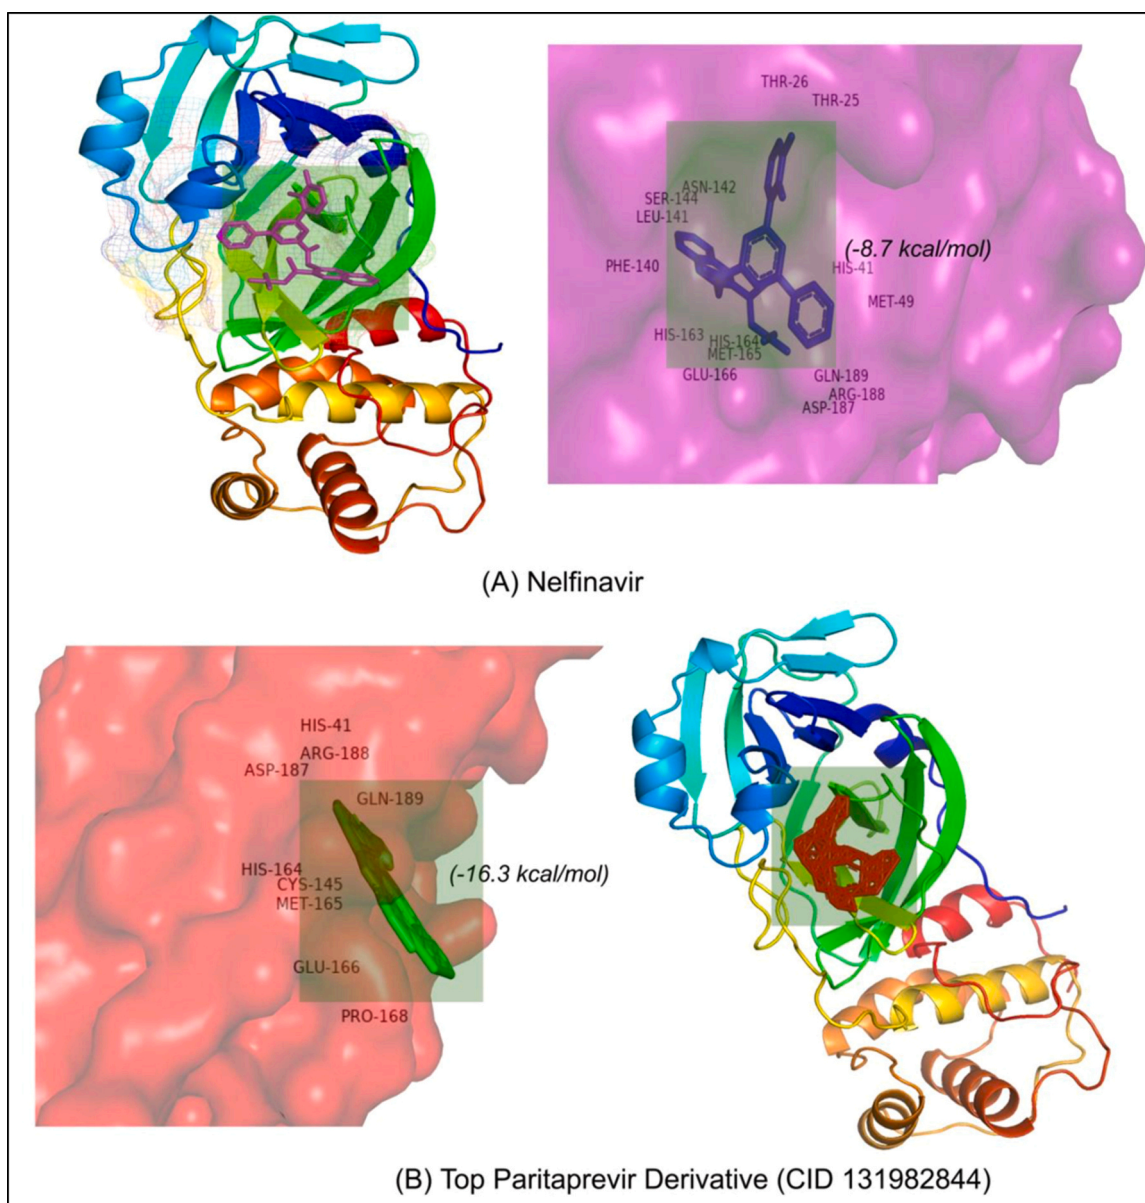 THR-26
THR-25
ASN-142
SER-144
LEU-141
(-8.7 kcal/mol)
PHE-140
HIS-41
MET-49
HIS-163
HIS-164
MET-165
GLU-166
GLN-189
ARG-188
ASP-187
(A) Nelfinavir
HIS-41
ARG-188
ASP-187
GLN-189
HIS-164
(-16.3 kcal/mol)
CYS-145
MET-165
GLU-166
PRO-168
(B) Top Paritaprevir Derivative (CID 131982844)